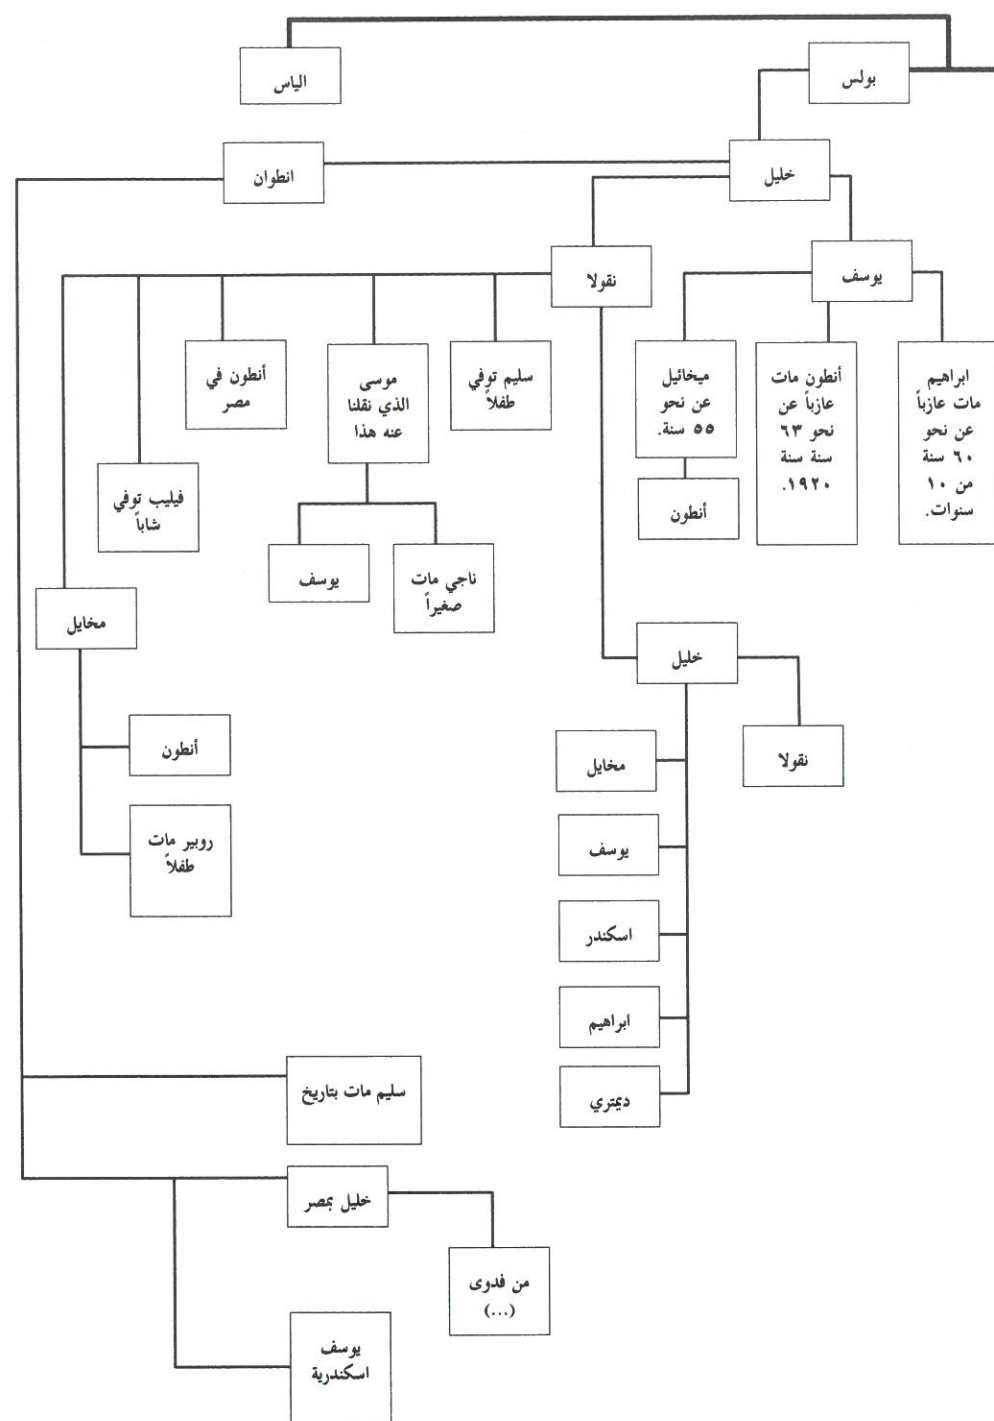 الياس
بولس
انطوان
خليل
نقولا
يوسف
ابراهيم
مات عازباً
عن نحو
٦٠ سنة
من ١٠
سنوات.
أنطون مات
عازباً عن
نحو ٦٣
سنة سنة
١٩٢٠.
ميخائيل
عن نحو
٥٥ سنة.
أنطون
سليم توفي
طفلاً
موسى
الذي نقلنا
عنه هذا
أنطون في
مصر
فيليب توفي
شاباً
ناجي مات
صغيراً
يوسف
مخايل
أنطون
روبير مات
طفلاً
خليل
نقولا
مخايل
يوسف
اسكندر
ابراهيم
ديمتري
سليم مات بتاريخ
خليل بمصر
من فدوى
(...)
يوسف
اسكندرية